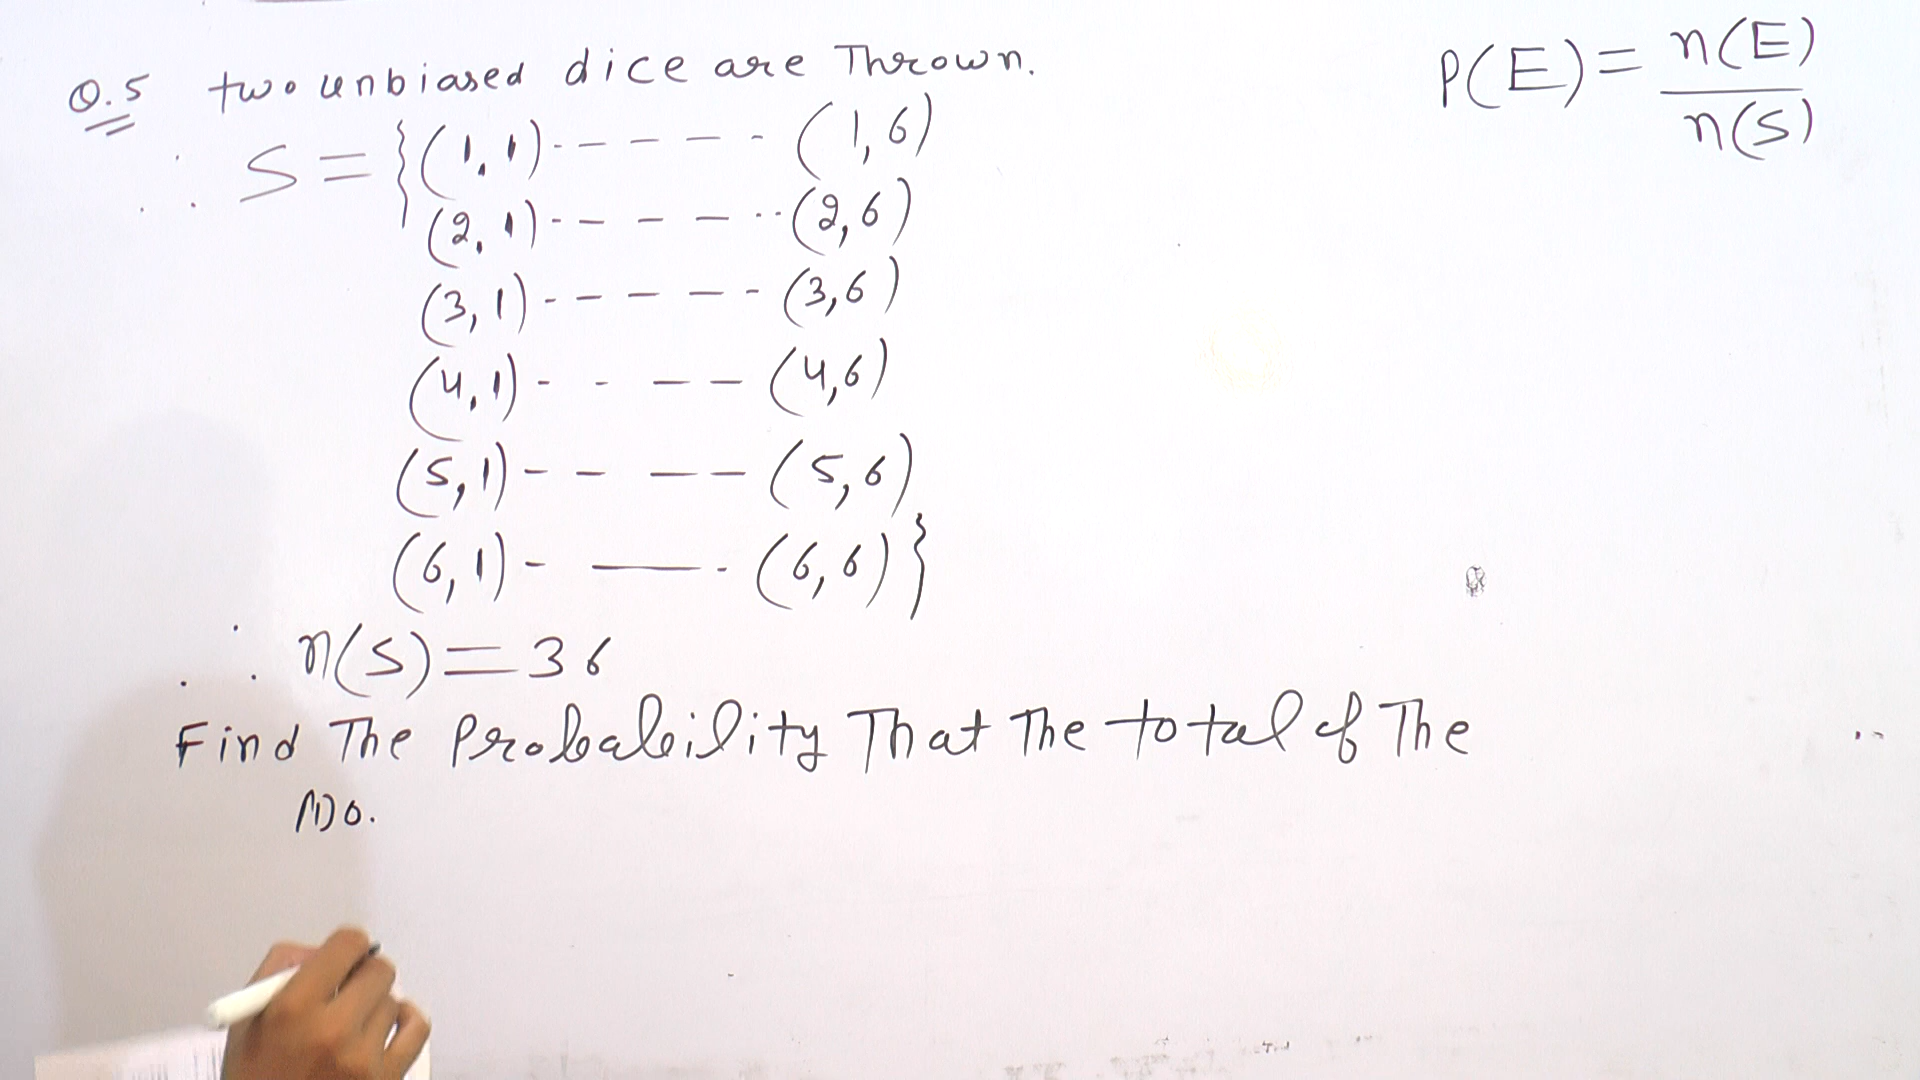 Q.5 two unbiased dice are Thrown.
P(E) = n(E) / n(S)
∴ S = {(1,1) - - - - - - (1,6)
(2,1) - - - - - - (2,6)
(3,1) - - - - - - (3,6)
(4,1) - - - - (4,6)
(5,1) - - - - (5,6)
(6,1) - — - (6,6)}
∴ n(S) = 36
Find The Probability That The total of The
No.